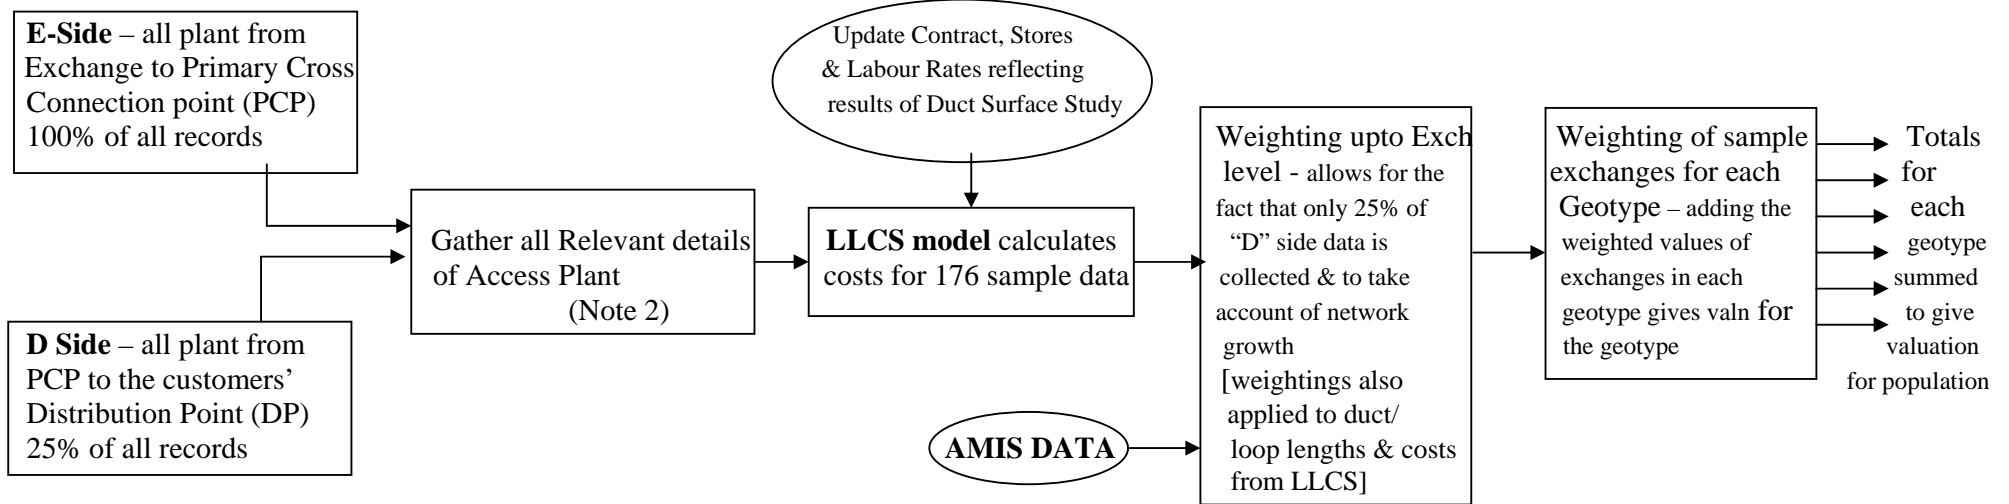 E-Side – all plant from
Exchange to Primary Cross
Connection point (PCP)
100% of all records
D Side – all plant from
PCP to the customers’
Distribution Point (DP)
25% of all records
Gather all Relevant details
of Access Plant
(Note 2)
Update Contract, Stores
& Labour Rates reflecting
results of Duct Surface Study
LLCS model calculates
costs for 176 sample data
AMIS DATA
Weighting upto Exch
level - allows for the
fact that only 25% of
“D” side data is
collected & to take
account of network
growth
[weightings also
applied to duct/
loop lengths & costs
from LLCS]
Weighting of sample
exchanges for each
Geotype – adding the
weighted values of
exchanges in each
geotype gives valn for
the geotype
Totals
for
each
geotype
summed
to give
valuation
for population